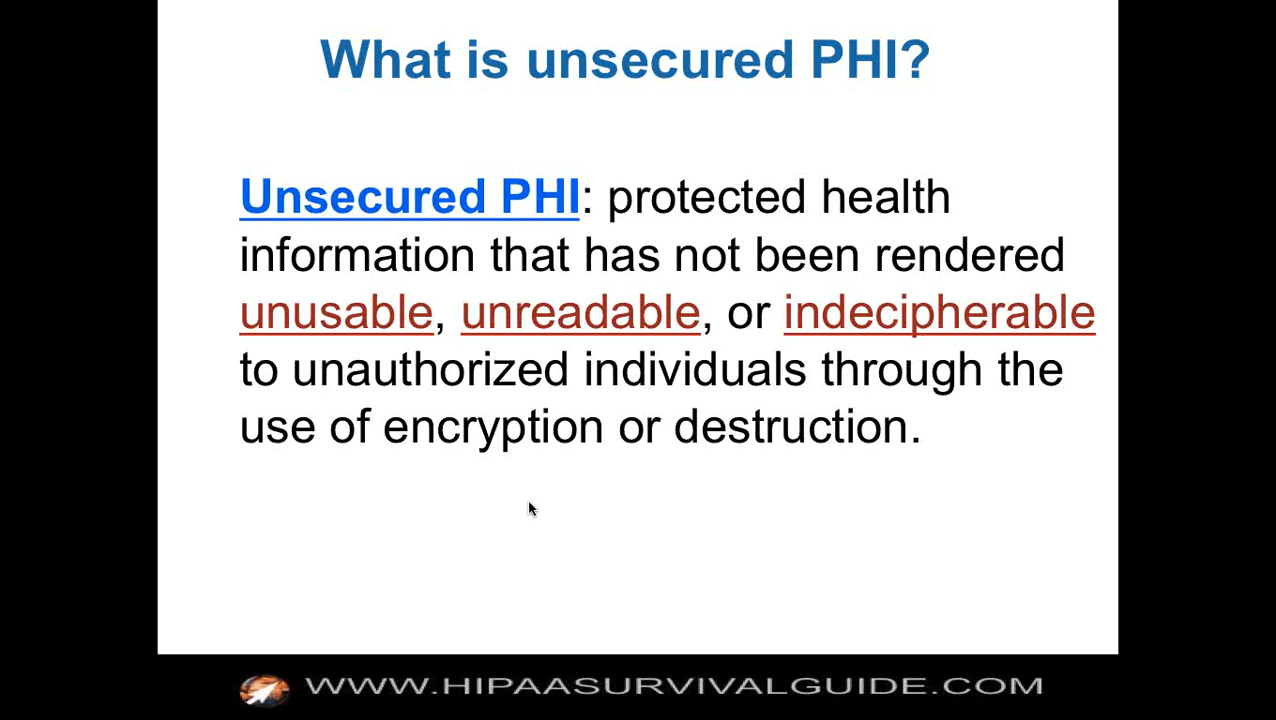 What is unsecured PHI?
Unsecured PHI: protected health
information that has not been rendered
unusable, unreadable, or indecipherable
to unauthorized individuals through the
use of encryption or destruction.
WWW.HIPAASURVIVALGUIDE.COM